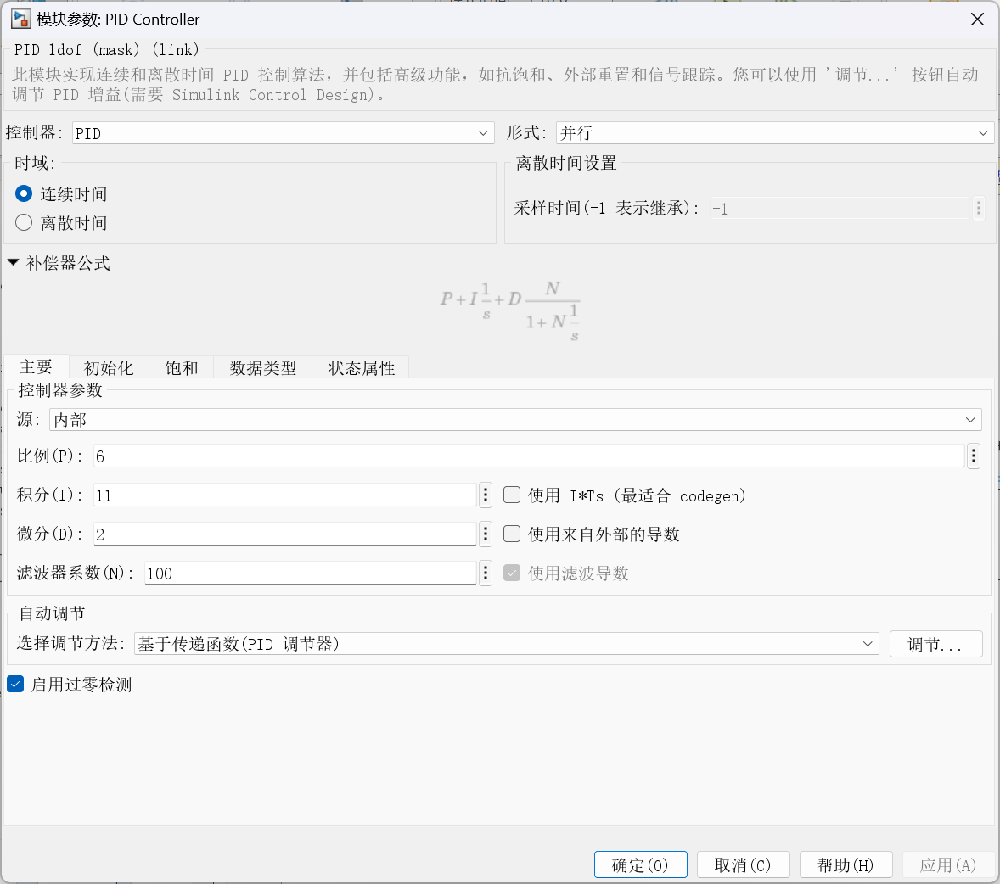 模块参数: PID Controller
PID 1dof (mask) (link)
此模块实现连续和离散时间 PID 控制算法，并包括高级功能，如抗饱和、外部重置和信号跟踪。您可以使用 '调节...' 按钮自动
调节 PID 增益(需要 Simulink Control Design)。
控制器: PID 形式: 并行
时域: 离散时间设置
连续时间
采样时间(-1 表示继承): -1
离散时间
补偿器公式
P + I 1/s + D N/(1 + N 1/s)
主要 初始化 饱和 数据类型 状态属性
控制器参数
源: 内部
比例(P): 6
积分(I): 11 使用 I*Ts (最适合 codegen)
微分(D): 2 使用来自外部的导数
滤波器系数(N): 100 使用滤波导数
自动调节
选择调节方法: 基于传递函数(PID 调节器) 调节...
启用过零检测
确定(O) 取消(C) 帮助(H) 应用(A)